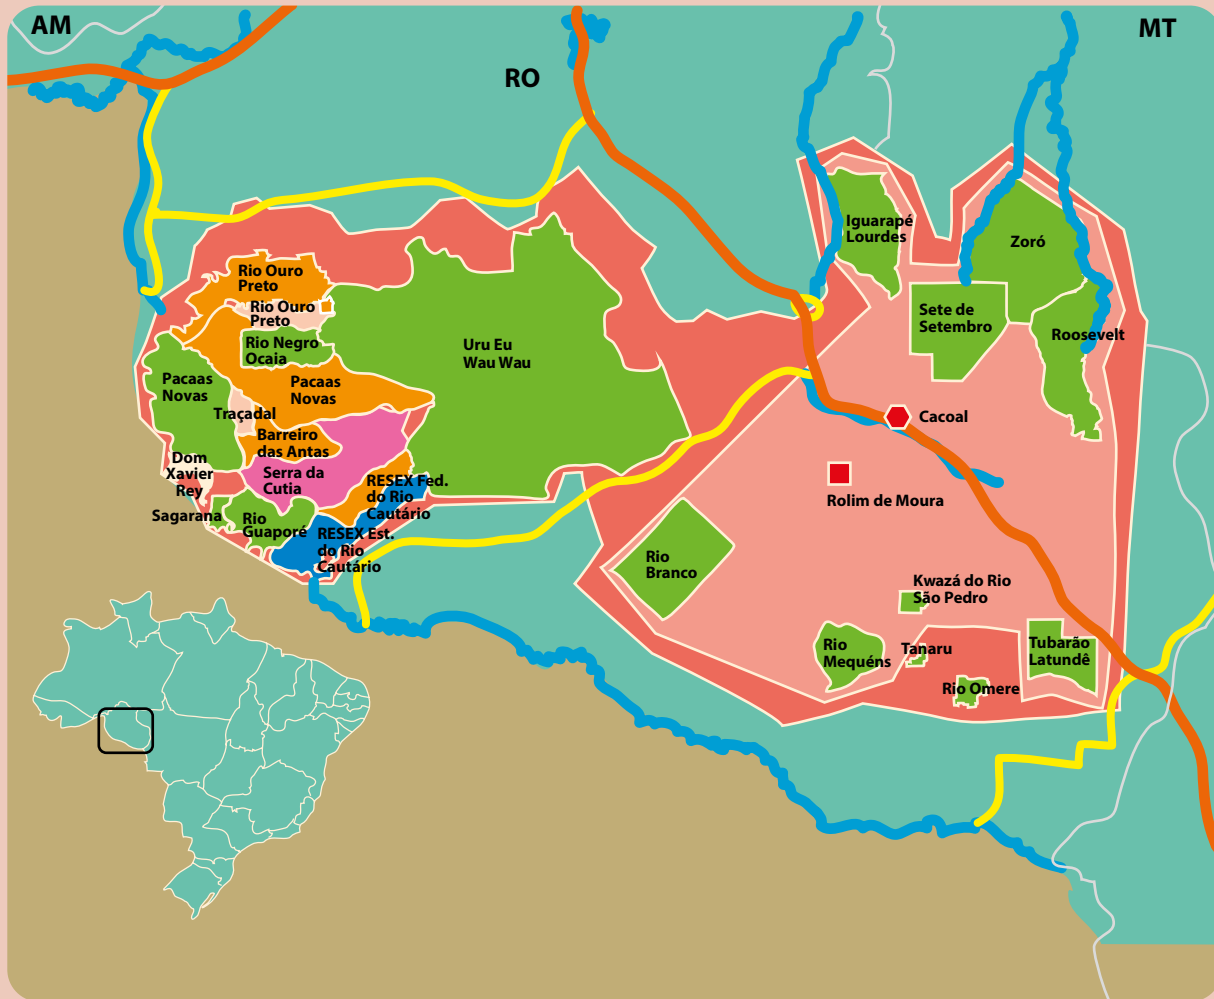 AM
MT
RO
Iguarapé
Lourdes
Zoró
Rio Ouro
Preto
Rio Ouro
Preto
Sete de
Setembro
Roosevelt
Rio Negro
Ocaia
Uru Eu
Wau Wau
Pacaas
Novas
Pacaas
Novas
Traçadal
Cacoal
Barreiro
das Antas
Dom
Xavier
Rey
Serra da
Cutia
RESEX Fed.
do Rio
Cautário
Rolim de Moura
Sagarana
Rio
Guaporé
RESEX Est.
do Rio
Cautário
Rio
Branco
Kwazá do Rio
São Pedro
Rio
Mequéns
Tanaru
Tubarão
Latundê
Rio Omere